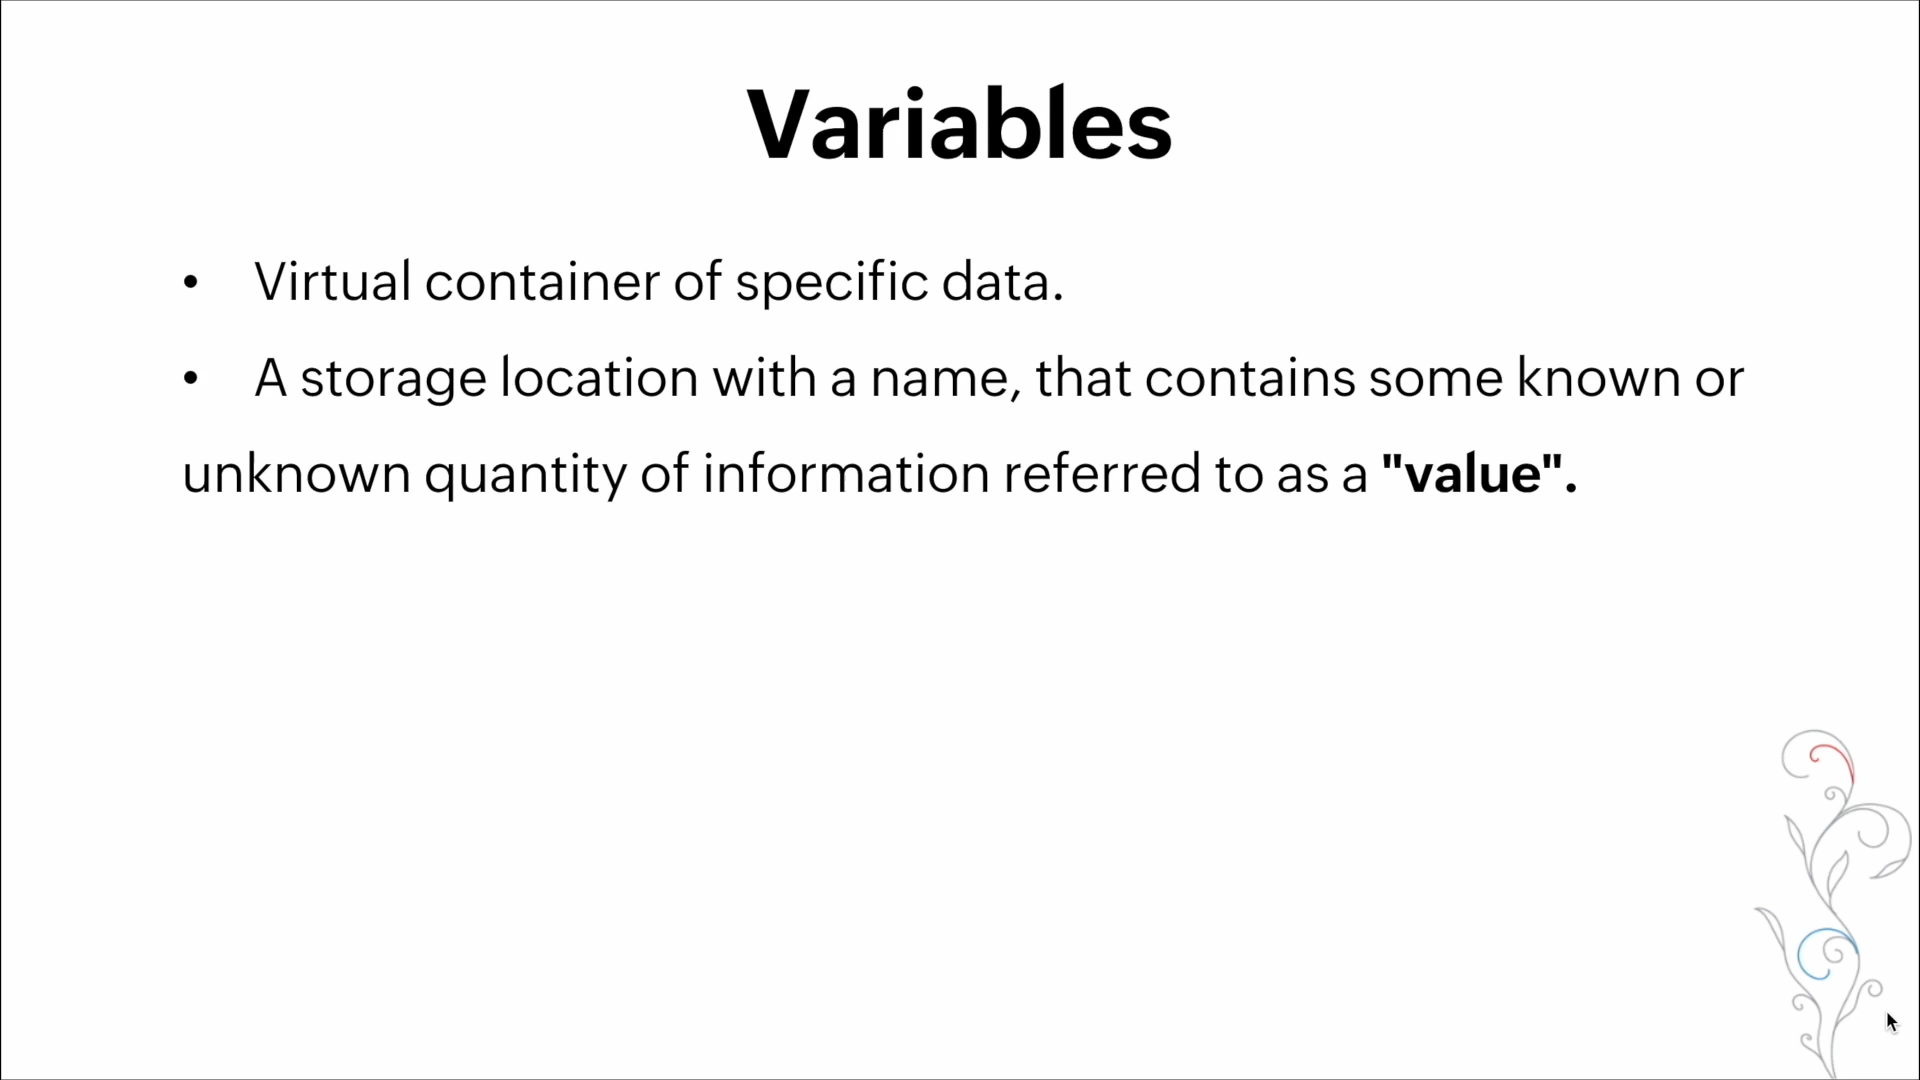 Variables
• Virtual container of specific data.
• A storage location with a name, that contains some known or
unknown quantity of information referred to as a "value".